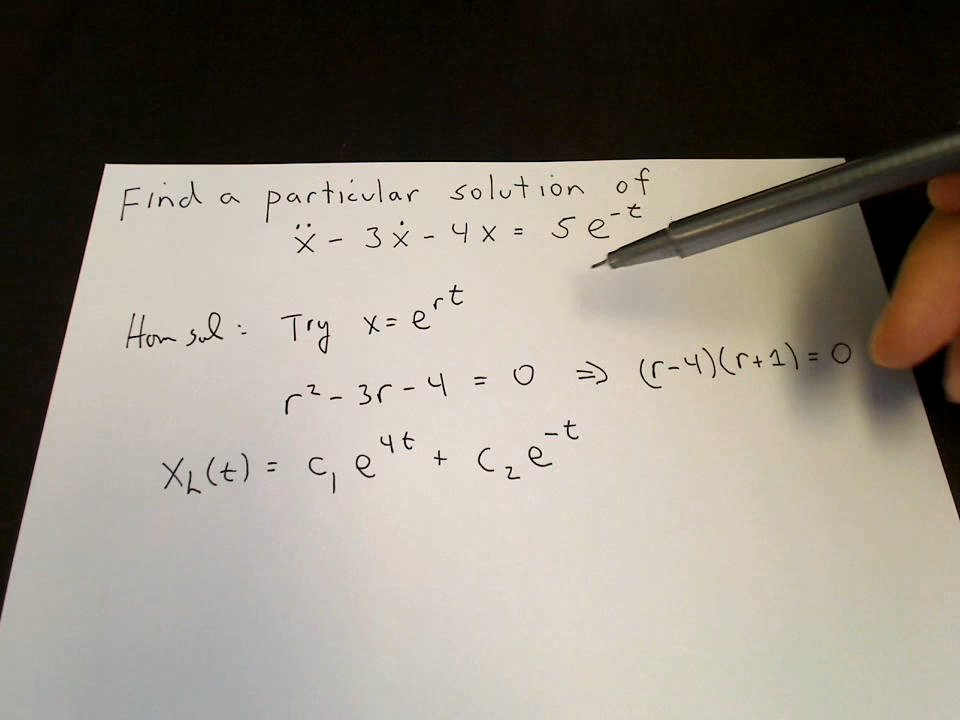 Find a particular solution of
ẍ - 3ẋ - 4x = 5e^-t
Hom sol: Try x = e^rt
r² - 3r - 4 = 0 ⇒ (r-4)(r+1) = 0
x_h(t) = c₁e^4t + c₂e^-t